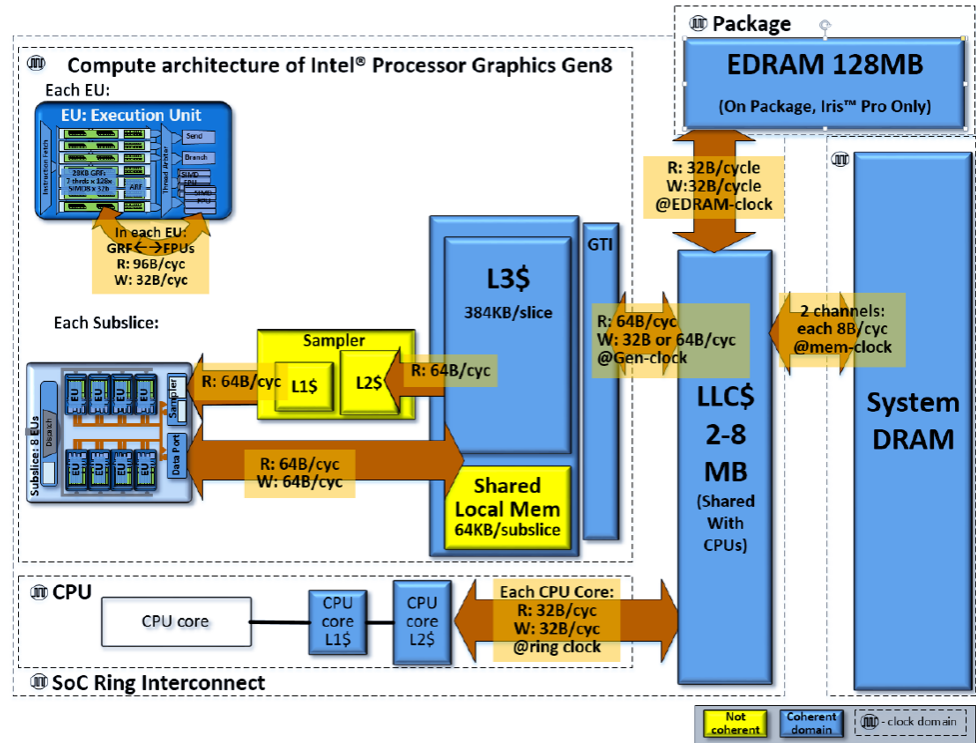 Package
EDRAM 128MB
(On Package, Iris™ Pro Only)
Compute architecture of Intel® Processor Graphics Gen8
Each EU:
EU: Execution Unit
Instruction Fetch
28KB GRF:
7 thrds x 128x
SIMD8 x 32b
ARF
Thread Arbiter
Send
Branch
SIMD
FPU
SIMD
FPU
In each EU:
GRF←→FPUs
R: 96B/cyc
W: 32B/cyc
R: 32B/cycle
W:32B/cycle
@EDRAM-clock
L3$
384KB/slice
GTI
Each Subslice:
Sampler
L1$
L2$
R: 64B/cyc
R: 64B/cyc
R: 64B/cyc
W: 32B or 64B/cyc
@Gen-clock
2 channels:
each 8B/cyc
@mem-clock
Subslice: 8 EUs
Dispatch
EU
EU
EU
EU
EU
EU
EU
EU
Sampler
Data Port
R: 64B/cyc
W: 64B/cyc
Shared
Local Mem
64KB/subslice
LLC$
2-8
MB
(Shared
With
CPUs)
System
DRAM
CPU
CPU core
CPU
core
L1$
CPU
core
L2$
Each CPU Core:
R: 32B/cyc
W: 32B/cyc
@ring clock
SoC Ring Interconnect
Not
coherent
Coherent
domain
- clock domain